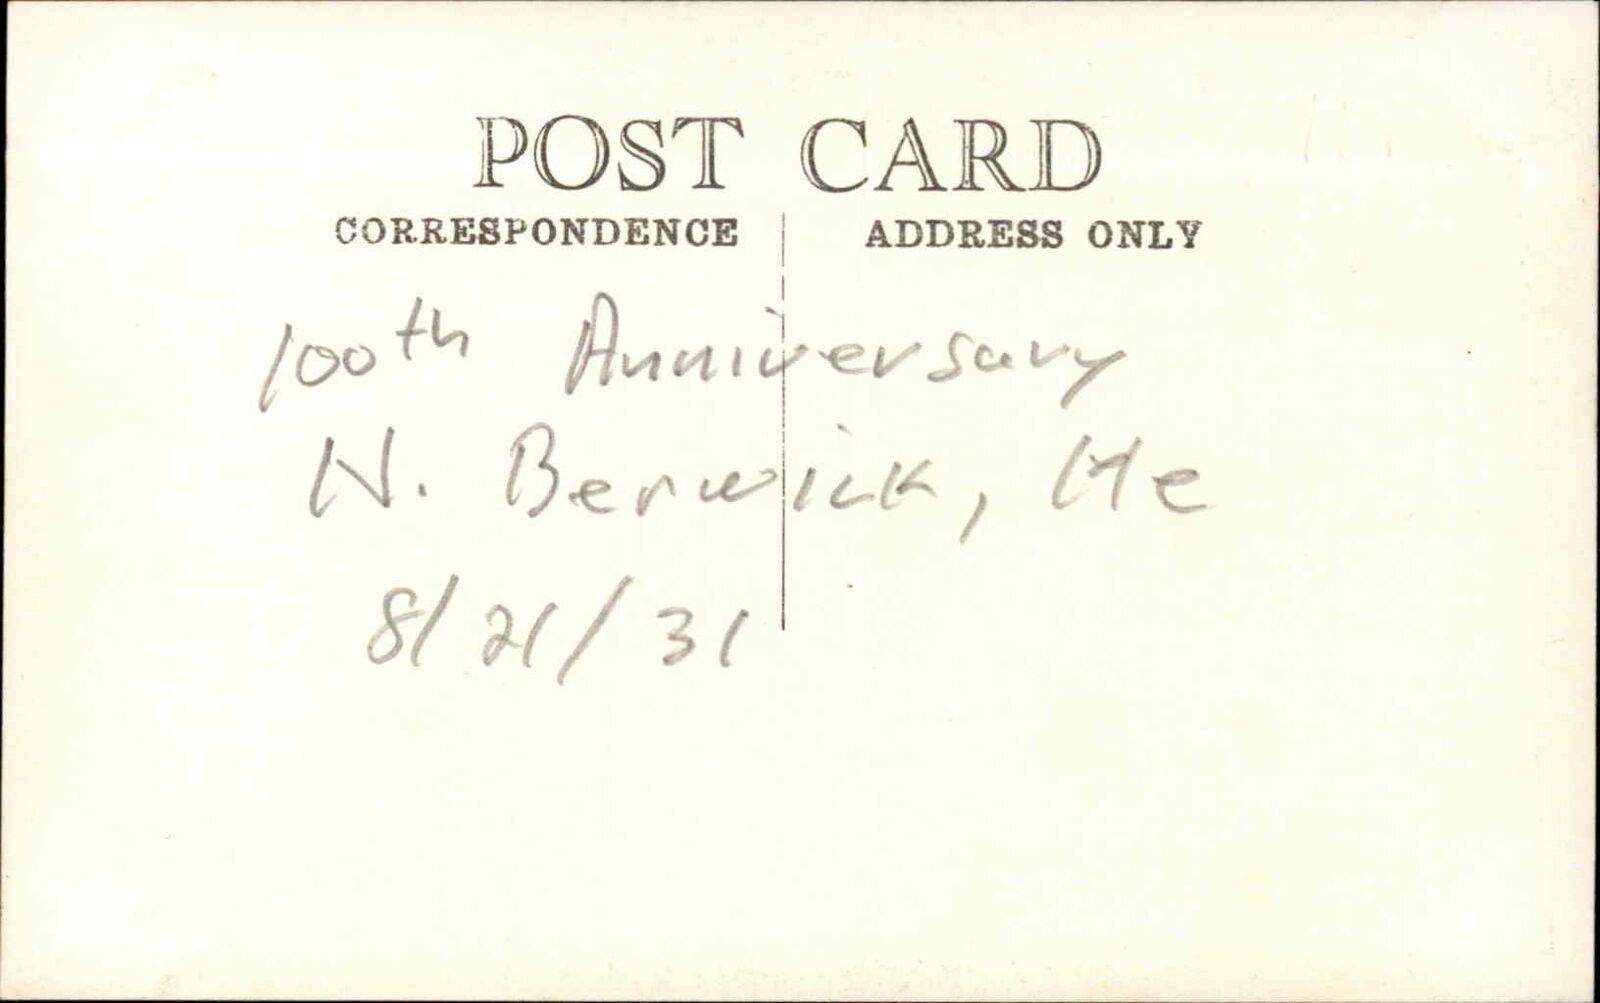 POST CARD
CORRESPONDENCE
ADDRESS ONLY
100th Anniversary
N. Berwick, Me
8/21/31